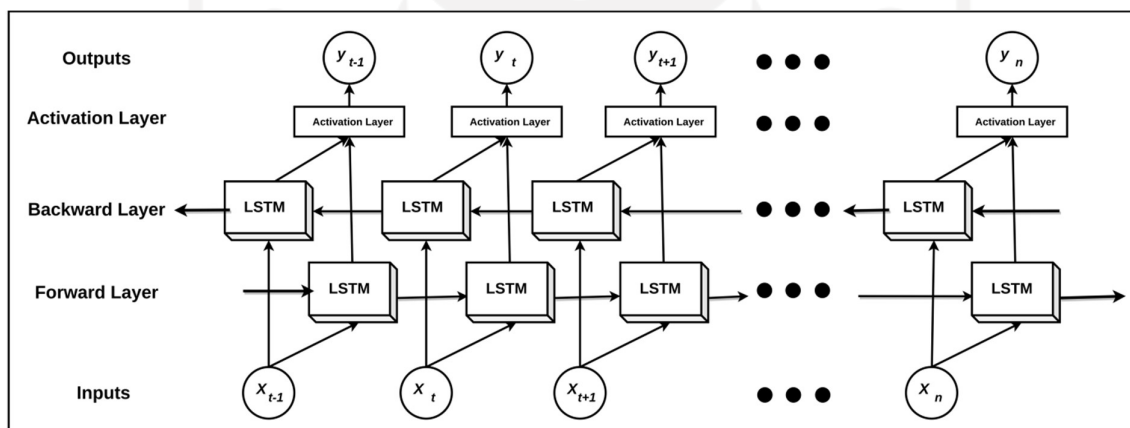 Outputs y t-1 y t y t+1 y n
Activation Layer Activation Layer Activation Layer Activation Layer Activation Layer
Backward Layer LSTM LSTM LSTM LSTM
Forward Layer LSTM LSTM LSTM LSTM
Inputs X t-1 X t X t+1 X n